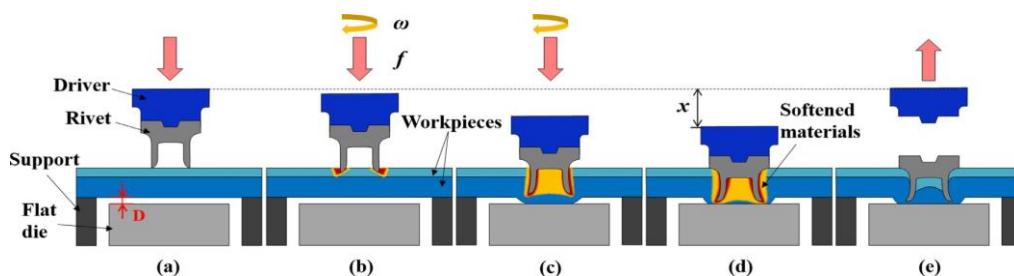 ω
f
Driver
Rivet
Support
Flat
die
D
Workpieces
x
Softened
materials
(a)
(b)
(c)
(d)
(e)